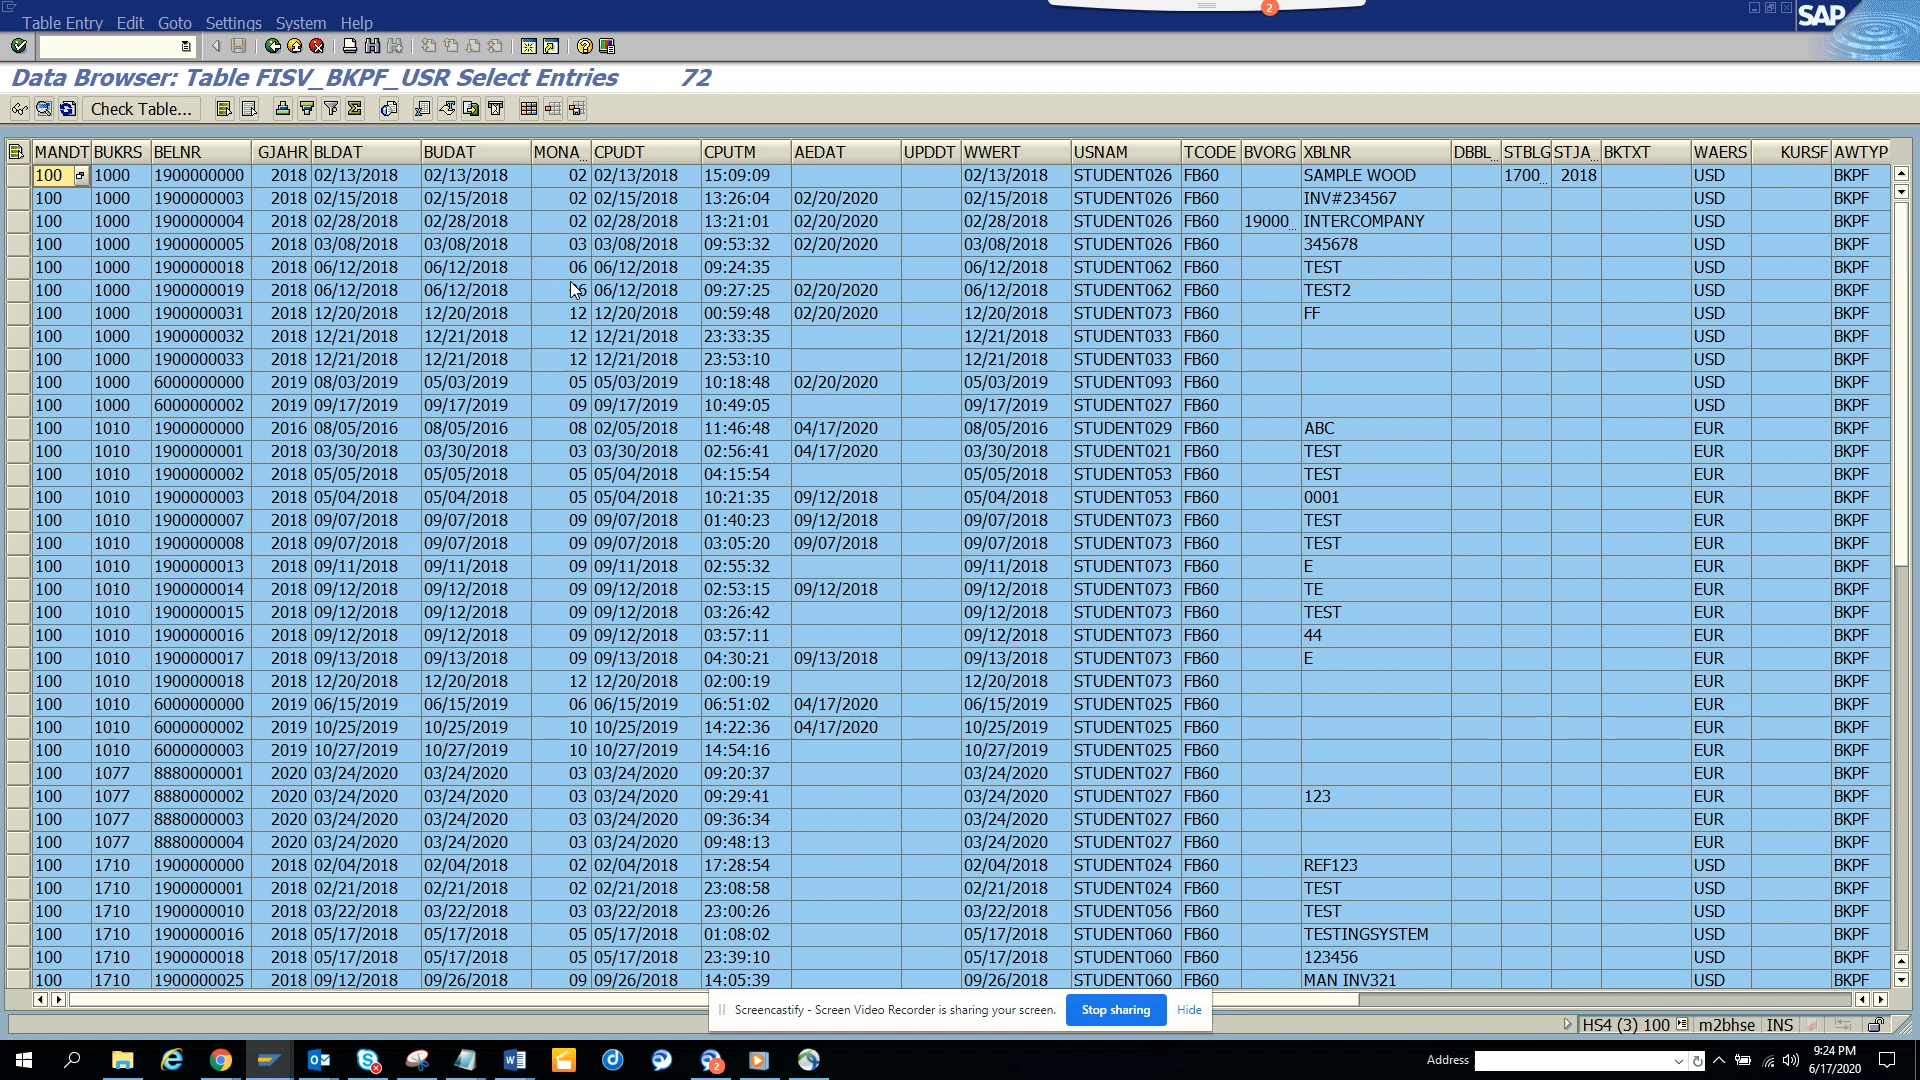 Table Entry Edit Goto Settings System Help
2
SAP
Data Browser: Table FISV_BKPF_USR Select Entries 72
Check Table...
MANDT BUKRS BELNR GJAHR BLDAT BUDAT MONA... CPUDT CPUTM AEDAT UPDDT WWERT USNAM TCODE BVORG XBLNR DBBL... STBLG STJA... BKTXT WAERS KURSF AWTYP
100 1000 1900000000 2018 02/13/2018 02/13/2018 02 02/13/2018 15:09:09 02/13/2018 STUDENT026 FB60 SAMPLE WOOD 1700... 2018 USD BKPF
100 1000 1900000003 2018 02/15/2018 02/15/2018 02 02/15/2018 13:26:04 02/20/2020 02/15/2018 STUDENT026 FB60 INV#234567 USD BKPF
100 1000 1900000004 2018 02/28/2018 02/28/2018 02 02/28/2018 13:21:01 02/20/2020 02/28/2018 STUDENT026 FB60 19000... INTERCOMPANY USD BKPF
100 1000 1900000005 2018 03/08/2018 03/08/2018 03 03/08/2018 09:53:32 02/20/2020 03/08/2018 STUDENT026 FB60 345678 USD BKPF
100 1000 1900000018 2018 06/12/2018 06/12/2018 06 06/12/2018 09:24:35 06/12/2018 STUDENT062 FB60 TEST USD BKPF
100 1000 1900000019 2018 06/12/2018 06/12/2018 06/12/2018 09:27:25 02/20/2020 06/12/2018 STUDENT062 FB60 TEST2 USD BKPF
100 1000 1900000031 2018 12/20/2018 12/20/2018 12 12/20/2018 00:59:48 02/20/2020 12/20/2018 STUDENT073 FB60 FF USD BKPF
100 1000 1900000032 2018 12/21/2018 12/21/2018 12 12/21/2018 23:33:35 12/21/2018 STUDENT033 FB60 USD BKPF
100 1000 1900000033 2018 12/21/2018 12/21/2018 12 12/21/2018 23:53:10 12/21/2018 STUDENT033 FB60 USD BKPF
100 1000 6000000000 2019 08/03/2019 05/03/2019 05 05/03/2019 10:18:48 02/20/2020 05/03/2019 STUDENT093 FB60 USD BKPF
100 1000 6000000002 2019 09/17/2019 09/17/2019 09 09/17/2019 10:49:05 09/17/2019 STUDENT027 FB60 USD BKPF
100 1010 1900000000 2016 08/05/2016 08/05/2016 08 02/05/2018 11:46:48 04/17/2020 08/05/2016 STUDENT029 FB60 ABC EUR BKPF
100 1010 1900000001 2018 03/30/2018 03/30/2018 03 03/30/2018 02:56:41 04/17/2020 03/30/2018 STUDENT021 FB60 TEST EUR BKPF
100 1010 1900000002 2018 05/05/2018 05/05/2018 05 05/04/2018 04:15:54 05/05/2018 STUDENT053 FB60 TEST EUR BKPF
100 1010 1900000003 2018 05/04/2018 05/04/2018 05 05/04/2018 10:21:35 09/12/2018 05/04/2018 STUDENT053 FB60 0001 EUR BKPF
100 1010 1900000007 2018 09/07/2018 09/07/2018 09 09/07/2018 01:40:23 09/12/2018 09/07/2018 STUDENT073 FB60 TEST EUR BKPF
100 1010 1900000008 2018 09/07/2018 09/07/2018 09 09/07/2018 03:05:20 09/07/2018 09/07/2018 STUDENT073 FB60 TEST EUR BKPF
100 1010 1900000013 2018 09/11/2018 09/11/2018 09 09/11/2018 02:55:32 09/11/2018 STUDENT073 FB60 E EUR BKPF
100 1010 1900000014 2018 09/12/2018 09/12/2018 09 09/12/2018 02:53:15 09/12/2018 09/12/2018 STUDENT073 FB60 TE EUR BKPF
100 1010 1900000015 2018 09/12/2018 09/12/2018 09 09/12/2018 03:26:42 09/12/2018 STUDENT073 FB60 TEST EUR BKPF
100 1010 1900000016 2018 09/12/2018 09/12/2018 09 09/12/2018 03:57:11 09/12/2018 STUDENT073 FB60 44 EUR BKPF
100 1010 1900000017 2018 09/13/2018 09/13/2018 09 09/13/2018 04:30:21 09/13/2018 09/13/2018 STUDENT073 FB60 E EUR BKPF
100 1010 1900000018 2018 12/20/2018 12/20/2018 12 12/20/2018 02:00:19 12/20/2018 STUDENT073 FB60 EUR BKPF
100 1010 6000000000 2019 06/15/2019 06/15/2019 06 06/15/2019 06:51:02 04/17/2020 06/15/2019 STUDENT025 FB60 EUR BKPF
100 1010 6000000002 2019 10/25/2019 10/25/2019 10 10/25/2019 14:22:36 04/17/2020 10/25/2019 STUDENT025 FB60 EUR BKPF
100 1010 6000000003 2019 10/27/2019 10/27/2019 10 10/27/2019 14:54:16 10/27/2019 STUDENT025 FB60 EUR BKPF
100 1077 8880000001 2020 03/24/2020 03/24/2020 03 03/24/2020 09:20:37 03/24/2020 STUDENT027 FB60 EUR BKPF
100 1077 8880000002 2020 03/24/2020 03/24/2020 03 03/24/2020 09:29:41 03/24/2020 STUDENT027 FB60 123 EUR BKPF
100 1077 8880000003 2020 03/24/2020 03/24/2020 03 03/24/2020 09:36:34 03/24/2020 STUDENT027 FB60 EUR BKPF
100 1077 8880000004 2020 03/24/2020 03/24/2020 03 03/24/2020 09:48:13 03/24/2020 STUDENT027 FB60 EUR BKPF
100 1710 1900000000 2018 02/04/2018 02/04/2018 02 02/04/2018 17:28:54 02/04/2018 STUDENT024 FB60 REF123 USD BKPF
100 1710 1900000001 2018 02/21/2018 02/21/2018 02 02/21/2018 23:08:58 02/21/2018 STUDENT024 FB60 TEST USD BKPF
100 1710 1900000010 2018 03/22/2018 03/22/2018 03 03/22/2018 23:00:26 03/22/2018 STUDENT056 FB60 TEST USD BKPF
100 1710 1900000016 2018 05/17/2018 05/17/2018 05 05/17/2018 01:08:02 05/17/2018 STUDENT060 FB60 TESTINGSYSTEM USD BKPF
100 1710 1900000018 2018 05/17/2018 05/17/2018 05 05/17/2018 23:39:10 05/17/2018 STUDENT060 FB60 123456 USD BKPF
100 1710 1900000025 2018 09/12/2018 09/26/2018 09 09/26/2018 14:05:39 09/26/2018 STUDENT060 FB60 MAN INV321 USD BKPF
Screencastify - Screen Video Recorder is sharing your screen. Stop sharing Hide
HS4 (3) 100 m2bhse INS
2 Address 9:24 PM
6/17/2020